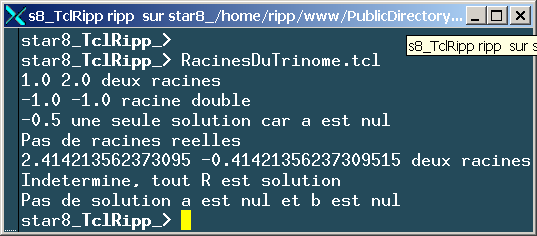 s8_TclRipp ripp sur star8_/home/ripp/www/PublicDirectory...
s8_TclRipp ripp sur s
star8_TclRipp_>
star8_TclRipp_> RacinesDuTrinome.tcl
1.0 2.0 deux racines
-1.0 -1.0 racine double
-0.5 une seule solution car a est nul
Pas de racines reelles
2.414213562373095 -0.41421356237309515 deux racines
Indetermine, tout R est solution
Pas de solution a est nul et b est nul
star8_TclRipp_>